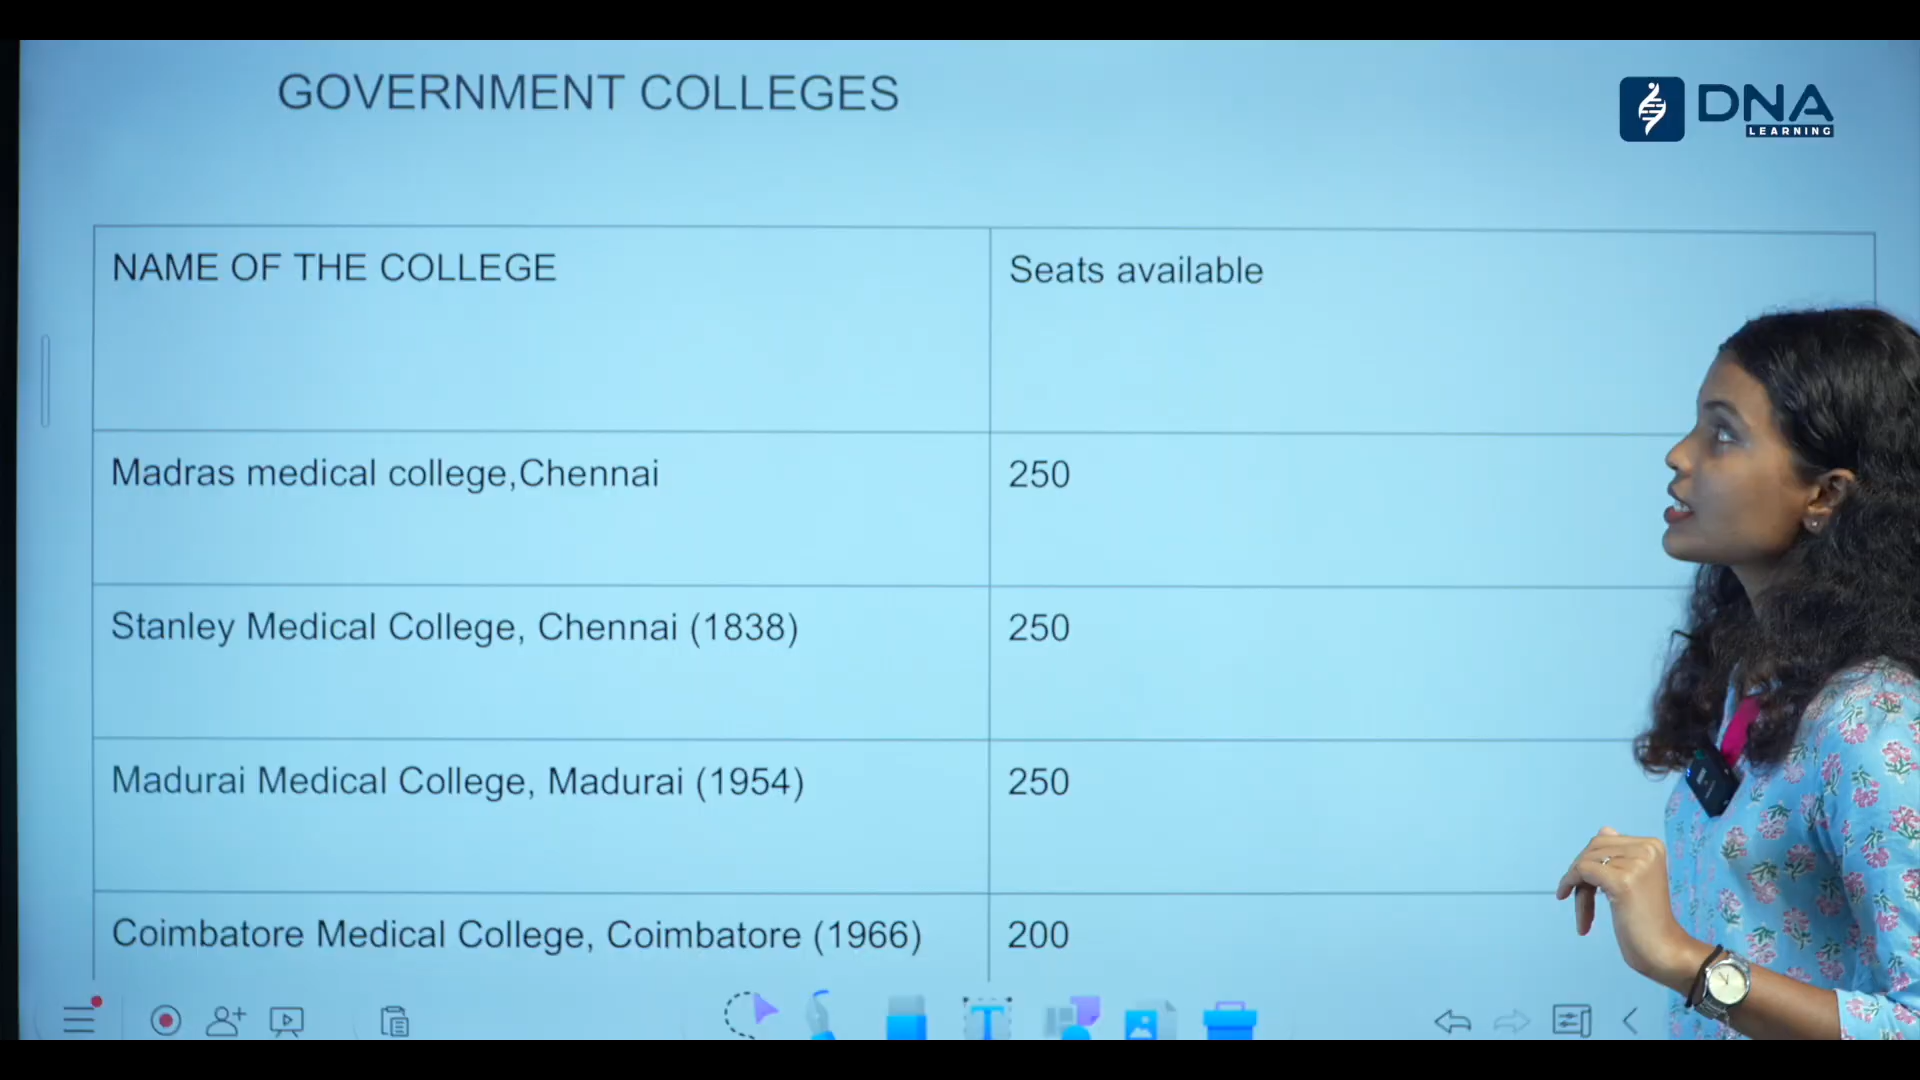 GOVERNMENT COLLEGES
DNA
LEARNING
NAME OF THE COLLEGE
Seats available
Madras medical college,Chennai
250
Stanley Medical College, Chennai (1838)
250
Madurai Medical College, Madurai (1954)
250
Coimbatore Medical College, Coimbatore (1966)
200